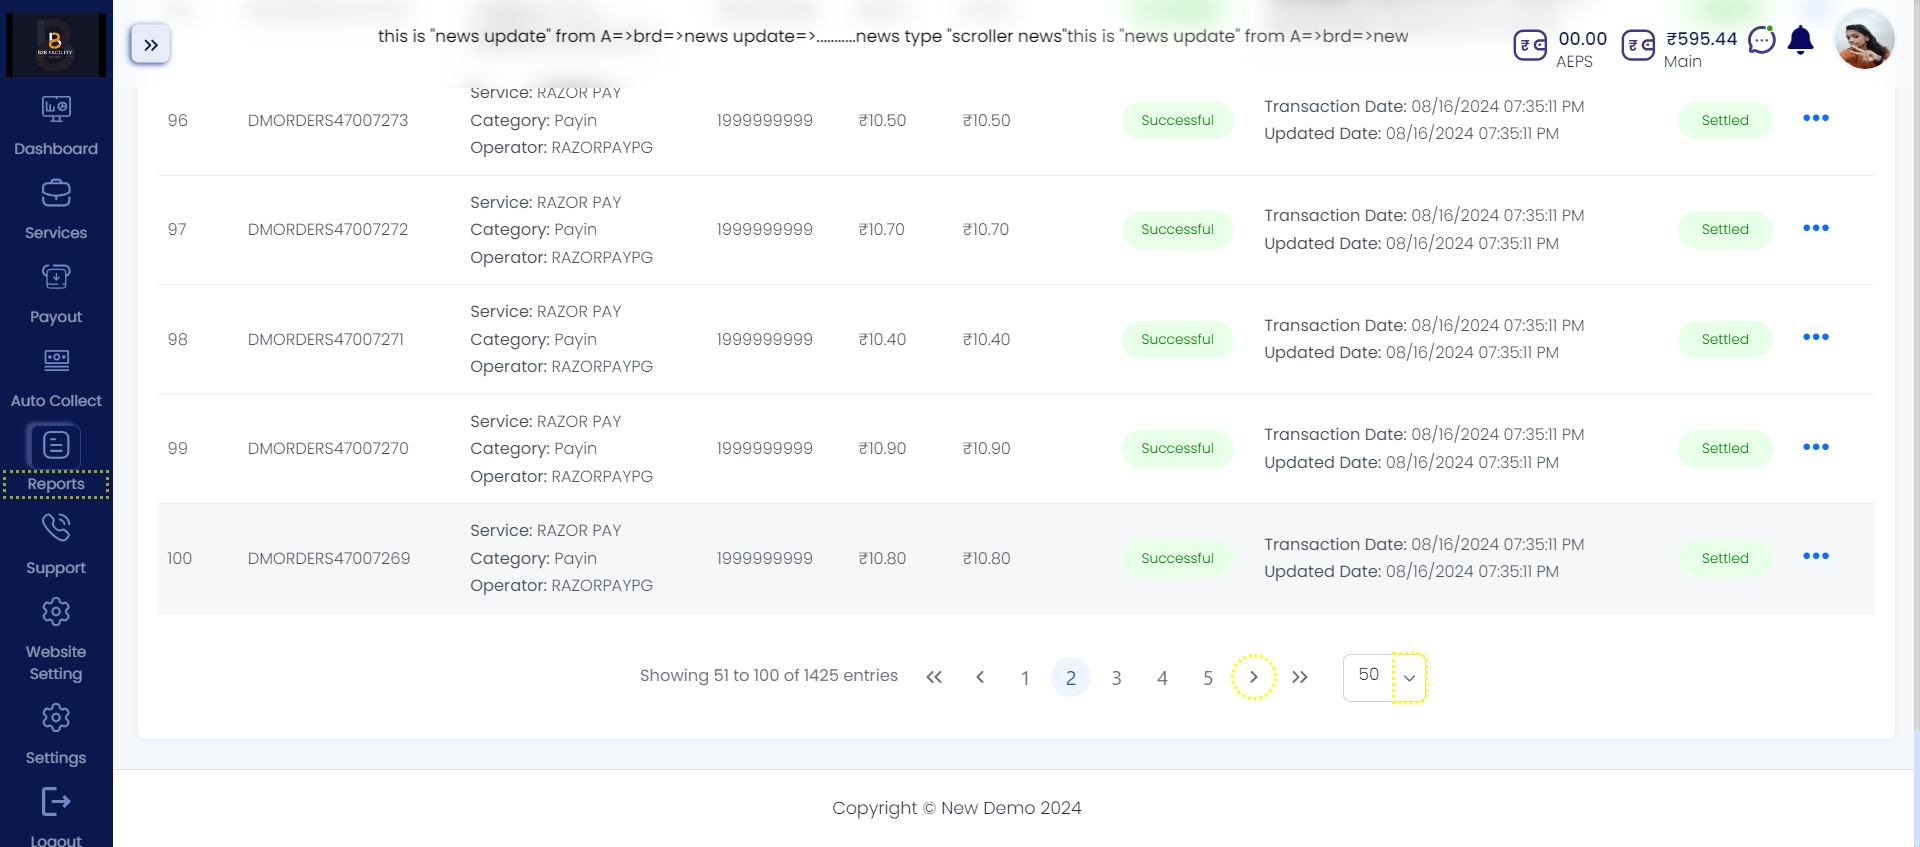 B2B FACILITY
Dashboard
Services
Payout
Auto Collect
Reports
Support
Website
Setting
Settings
Logout
this is "news update" from A=>brd=>news update=>...........news type "scroller news"this is "news update" from A=>brd=>new
00.00
AEPS
₹595.44
Main
96 DMORDERS47007273 Service: RAZOR PAY
Category: Payin
Operator: RAZORPAYPG 1999999999 ₹10.50 ₹10.50 Successful Transaction Date: 08/16/2024 07:35:11 PM
Updated Date: 08/16/2024 07:35:11 PM Settled
97 DMORDERS47007272 Service: RAZOR PAY
Category: Payin
Operator: RAZORPAYPG 1999999999 ₹10.70 ₹10.70 Successful Transaction Date: 08/16/2024 07:35:11 PM
Updated Date: 08/16/2024 07:35:11 PM Settled
98 DMORDERS47007271 Service: RAZOR PAY
Category: Payin
Operator: RAZORPAYPG 1999999999 ₹10.40 ₹10.40 Successful Transaction Date: 08/16/2024 07:35:11 PM
Updated Date: 08/16/2024 07:35:11 PM Settled
99 DMORDERS47007270 Service: RAZOR PAY
Category: Payin
Operator: RAZORPAYPG 1999999999 ₹10.90 ₹10.90 Successful Transaction Date: 08/16/2024 07:35:11 PM
Updated Date: 08/16/2024 07:35:11 PM Settled
100 DMORDERS47007269 Service: RAZOR PAY
Category: Payin
Operator: RAZORPAYPG 1999999999 ₹10.80 ₹10.80 Successful Transaction Date: 08/16/2024 07:35:11 PM
Updated Date: 08/16/2024 07:35:11 PM Settled
Showing 51 to 100 of 1425 entries 1 2 3 4 5 50
Copyright © New Demo 2024